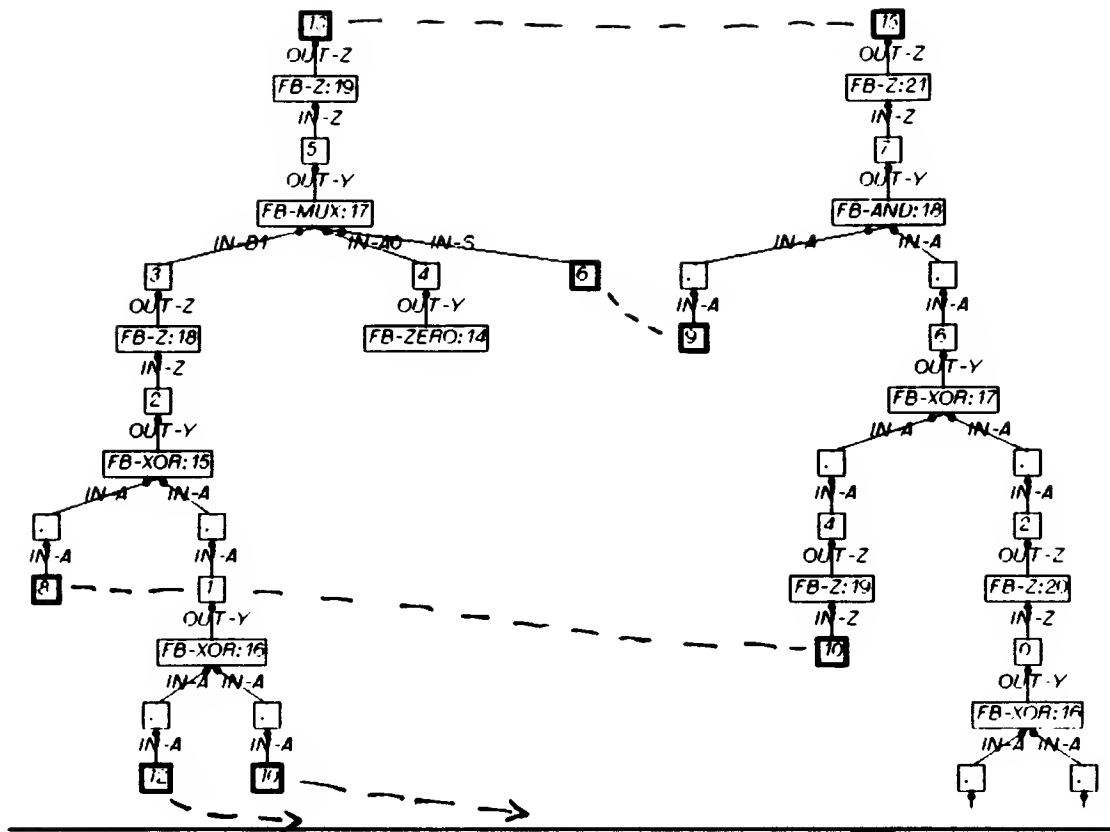 13 15
OUT-Z OUT-Z
FB-Z:19 FB-Z:21
IN-Z IN-Z
5 7
OUT-Y OUT-Y
FB-MUX:17 FB-AND:18
IN-B1 IN-A0 IN-S IN-A IN-A
3 4 6 . .
OUT-Z OUT-Y IN-A IN-A
FB-Z:18 FB-ZERO:14 9 6
IN-Z OUT-Y
2 FB-XOR:17
OUT-Y IN-A IN-A
FB-XOR:15 . .
IN-A IN-A IN-A IN-A
. . 4 2
IN-A IN-A OUT-Z OUT-Z
8 1 FB-Z:19 FB-Z:20
OUT-Y IN-Z IN-Z
FB-XOR:16 10 0
IN-A IN-A OUT-Y
. . FB-XOR:16
IN-A IN-A IN-A IN-A
12 10 . .